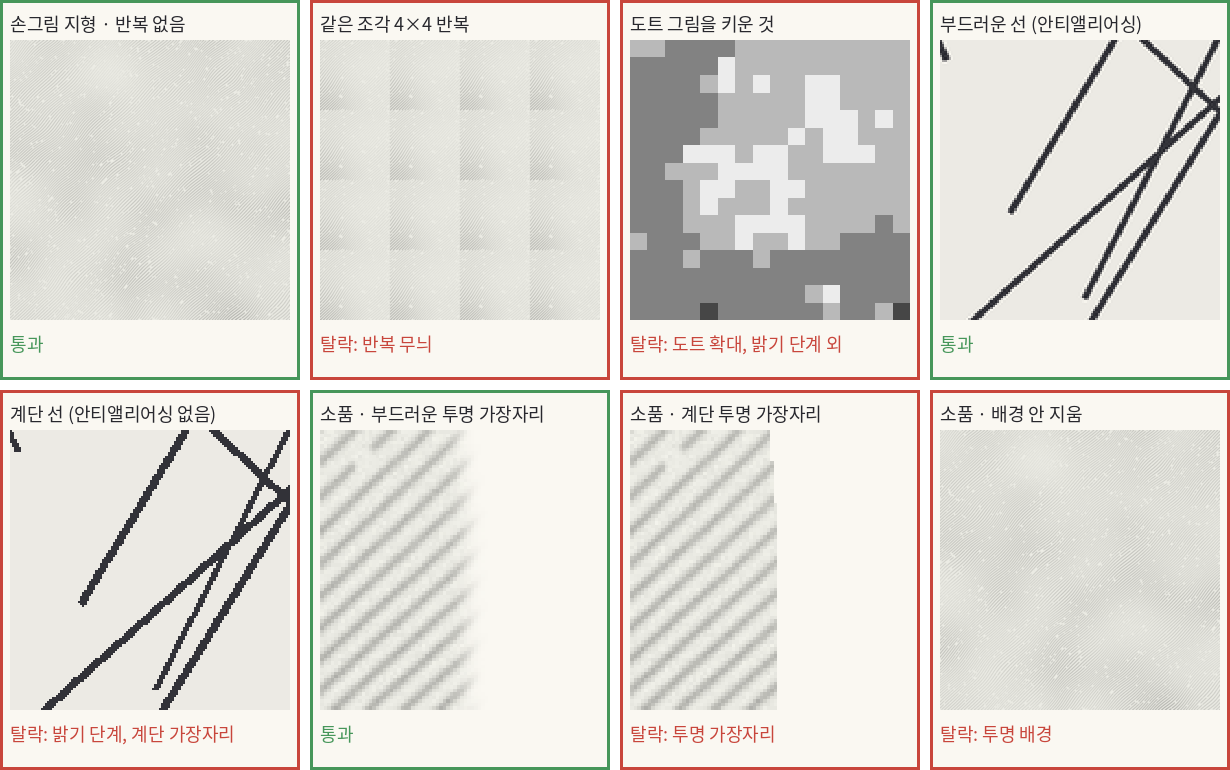 손그림 지형 · 반복 없음
같은 조각 4×4 반복
도트 그림을 키운 것
부드러운 선 (안티앨리어싱)
통과
탈락: 반복 무늬
탈락: 도트 확대, 밝기 단계 외
통과
계단 선 (안티앨리어싱 없음)
소품 · 부드러운 투명 가장자리
소품 · 계단 투명 가장자리
소품 · 배경 안 지움
탈락: 밝기 단계, 계단 가장자리
통과
탈락: 투명 가장자리
탈락: 투명 배경